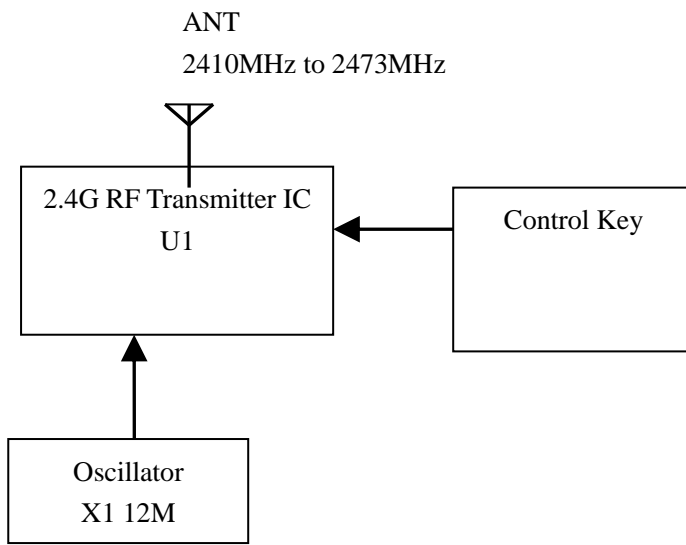 ANT
2410MHz to 2473MHz
2.4G RF Transmitter IC
U1
Control Key
Oscillator
X1 12M